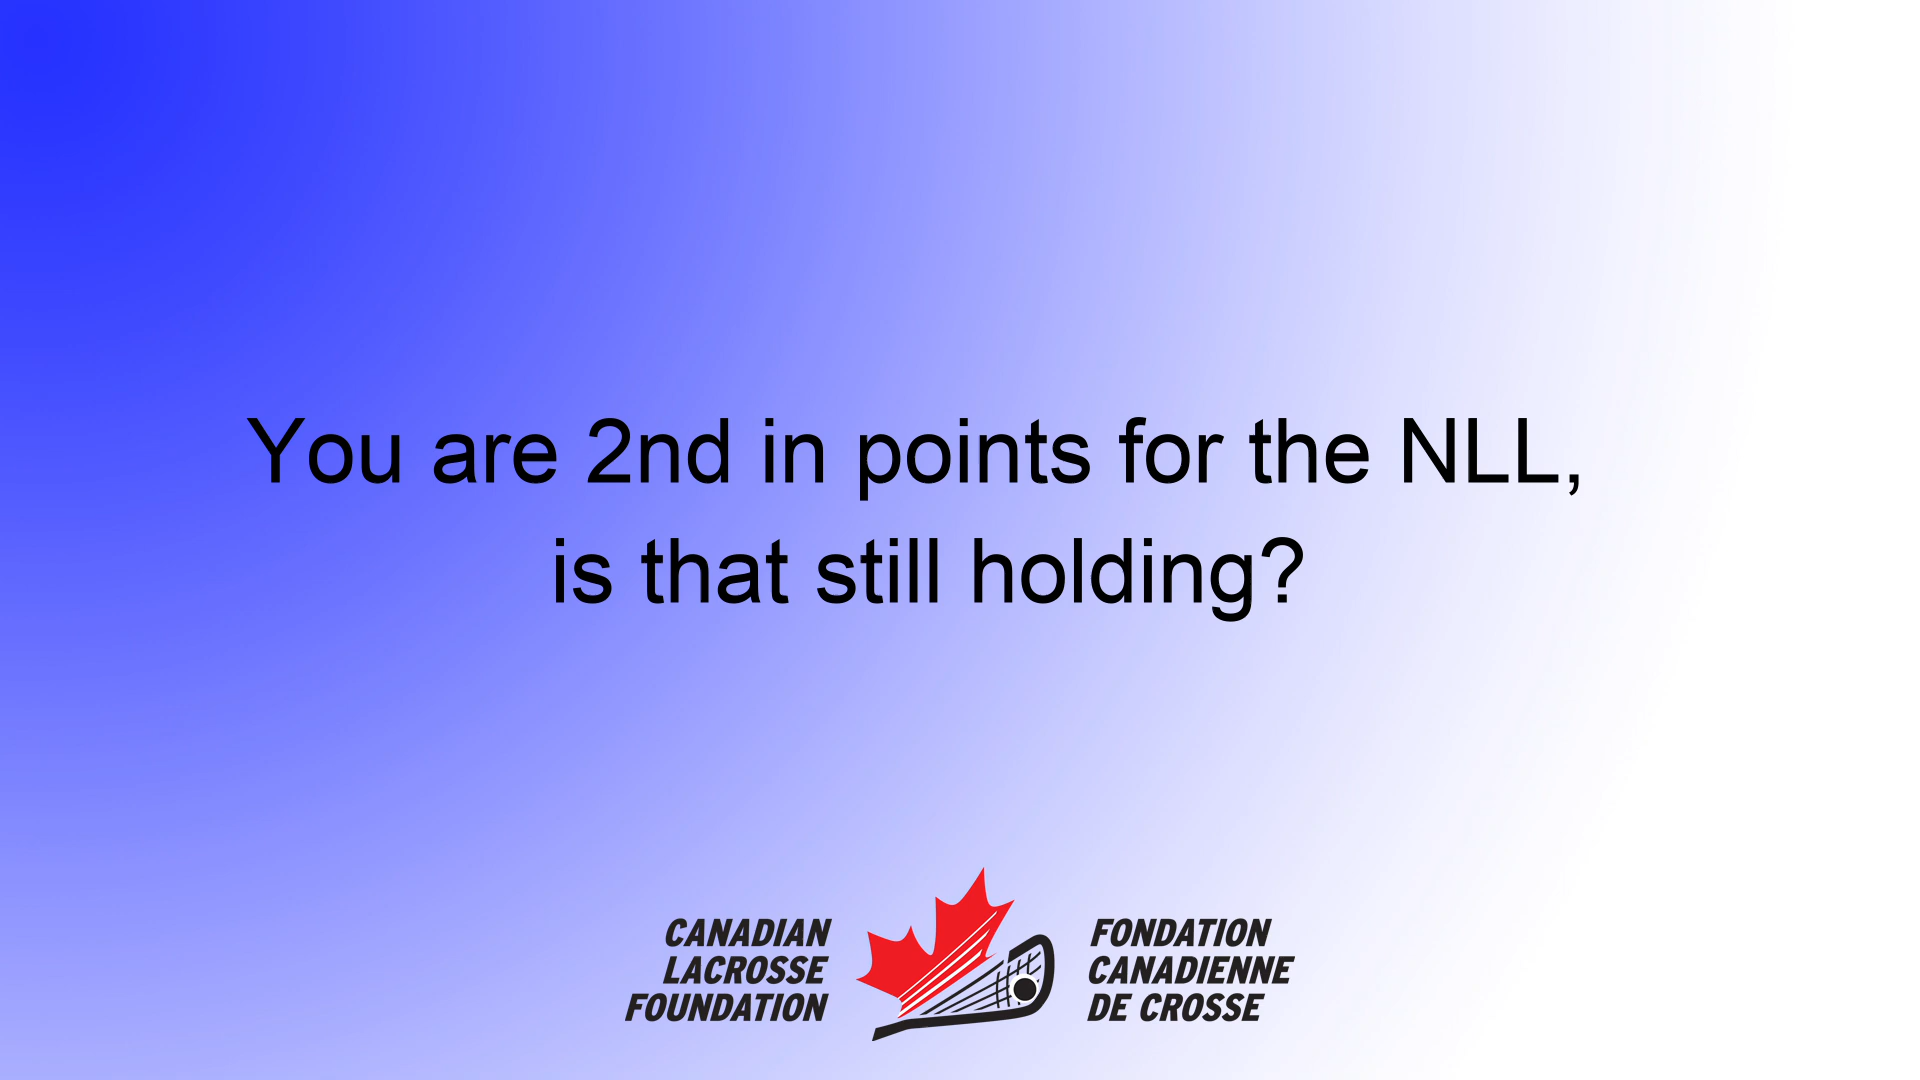 You are 2nd in points for the NLL,
is that still holding?
CANADIAN
LACROSSE
FOUNDATION
FONDATION
CANADIENNE
DE CROSSE